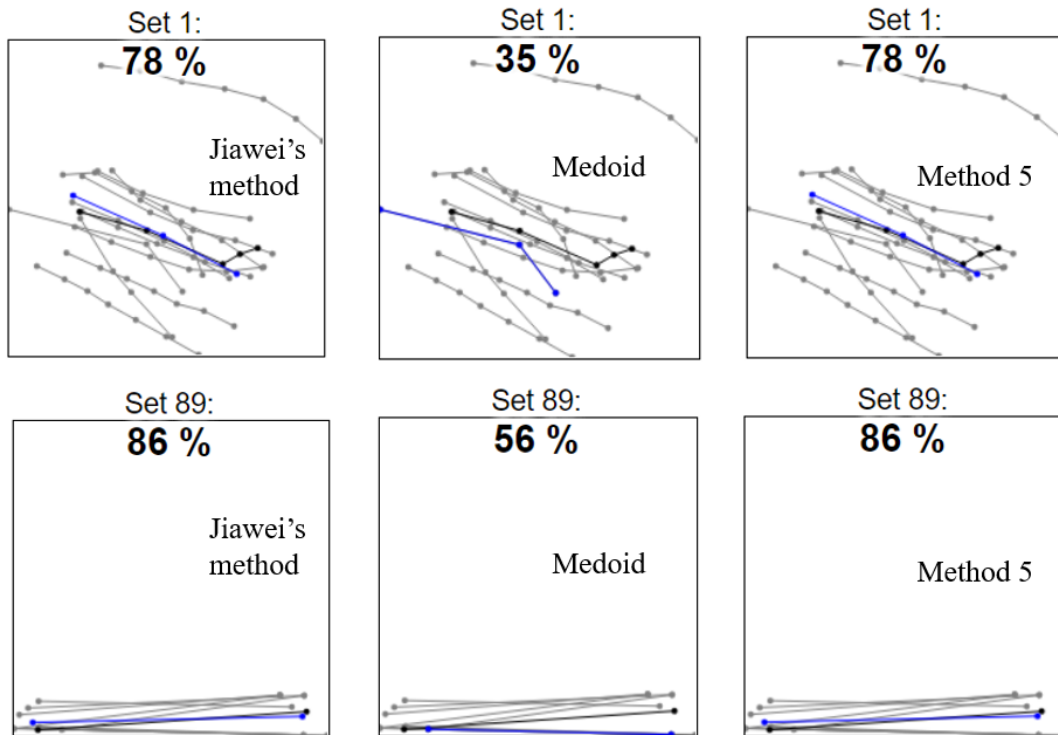 Set 1:
78 %
Jiawei’s
method
Set 1:
35 %
Medoid
Set 1:
78 %
Method 5
Set 89:
86 %
Jiawei’s
method
Set 89:
56 %
Medoid
Set 89:
86 %
Method 5